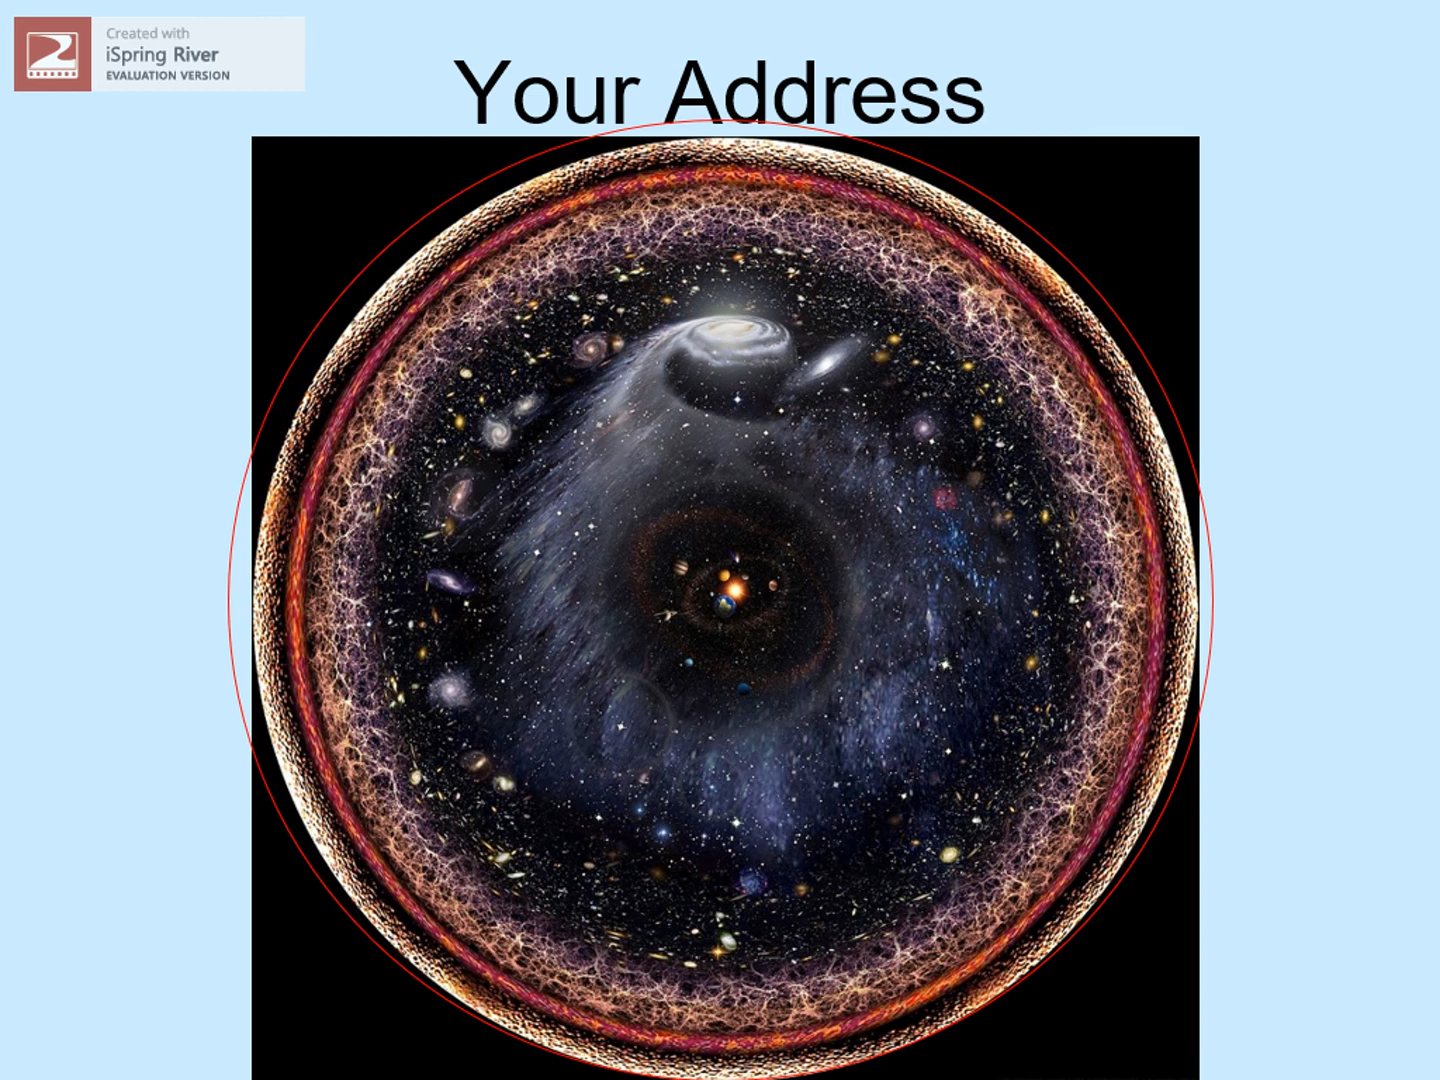 Created with
iSpring River
EVALUATION VERSION
Your Address